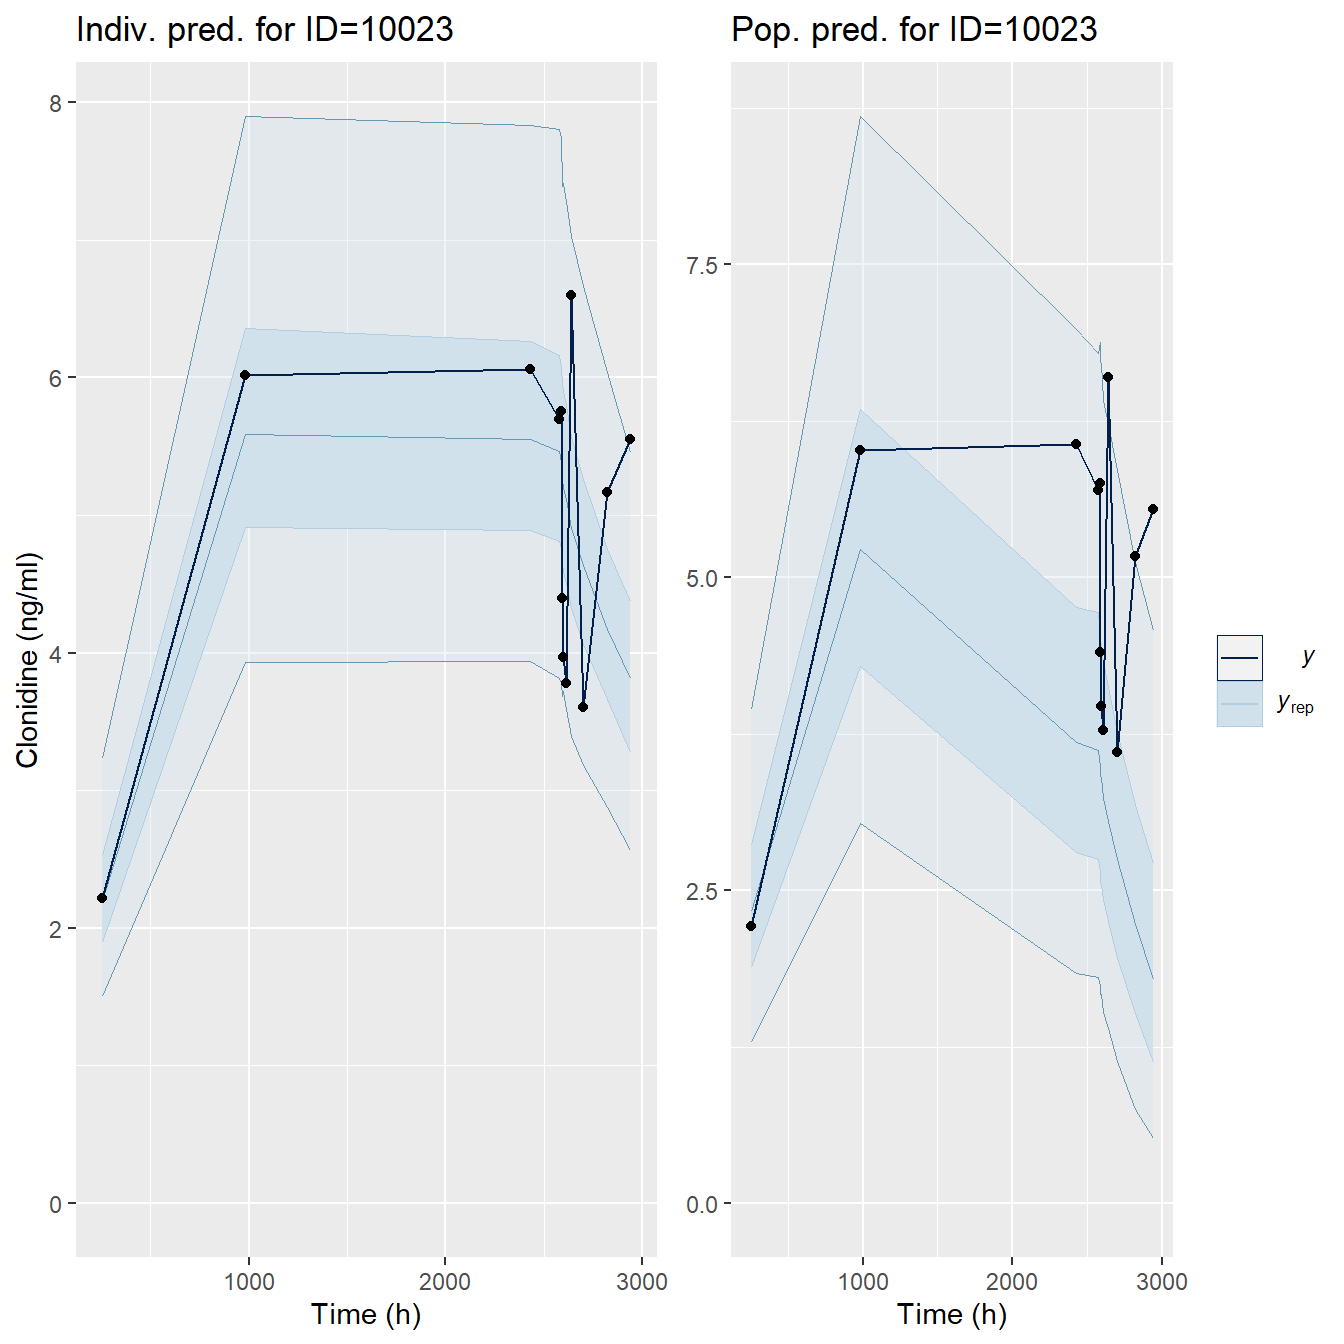 Indiv. pred. for ID=10023
Pop. pred. for ID=10023
Clonidine (ng/ml)
8
6
4
2
0
1000
2000
3000
Time (h)
7.5
5.0
2.5
0.0
1000
2000
3000
Time (h)
y
yrep